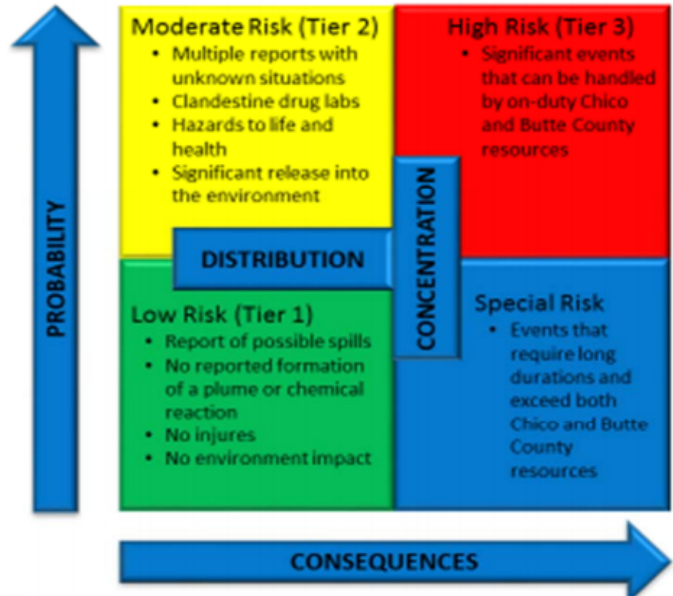 PROBABILITY
Moderate Risk (Tier 2)
• Multiple reports with
unknown situations
• Clandestine drug labs
• Hazards to life and
health
• Significant release into
the environment
High Risk (Tier 3)
• Significant events
that can be handled
by on-duty Chico
and Butte County
resources
DISTRIBUTION
CONCENTRATION
Low Risk (Tier 1)
• Report of possible spills
• No reported formation
of a plume or chemical
reaction
• No injures
• No environment impact
Special Risk
• Events that
require long
durations and
exceed both
Chico and Butte
County
resources
CONSEQUENCES